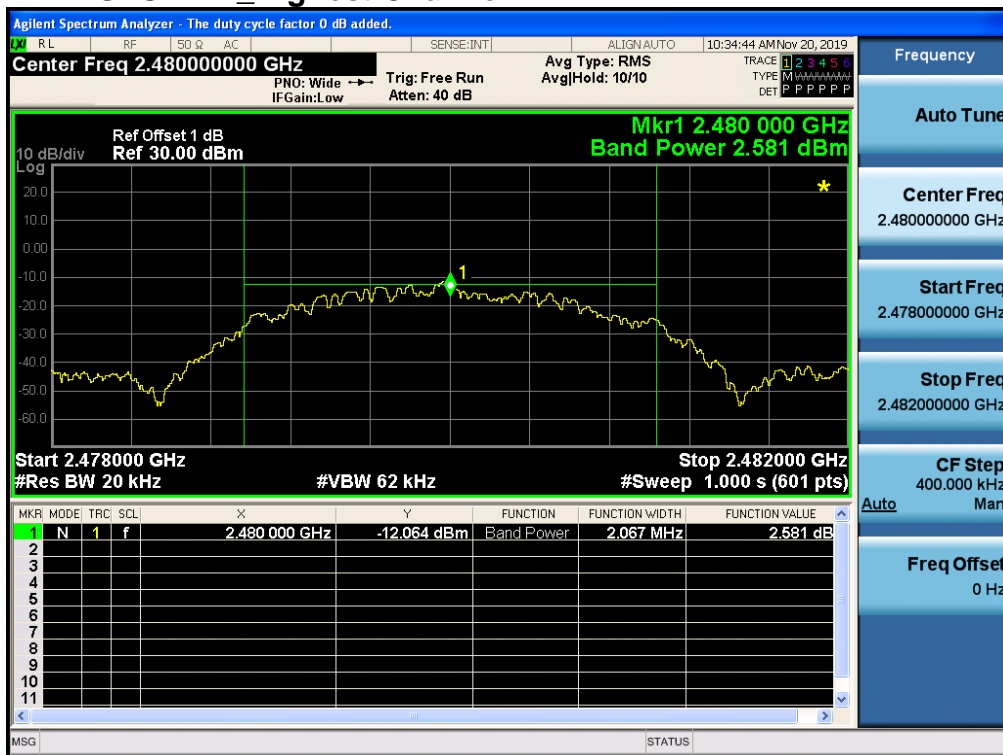 Agilent Spectrum Analyzer - The duty cycle factor 0 dB added.
LXI RL RF 50 Ω AC SENSE:INT ALIGN AUTO 10:34:44 AM Nov 20, 2019
Center Freq 2.480000000 GHz
PNO: Wide
IFGain:Low
Trig: Free Run
Atten: 40 dB
Avg Type: RMS
Avg|Hold: 10/10
TRACE 1 2 3 4 5 6
TYPE M
DET P P P P P P
Mkr1 2.480 000 GHz
Band Power 2.581 dBm
Ref Offset 1 dB
10 dB/div Ref 30.00 dBm
Log
20.0
10.0
0.00
-10.0
-20.0
-30.0
-40.0
-50.0
-60.0
1
*
Start 2.478000 GHz Stop 2.482000 GHz
#Res BW 20 kHz #VBW 62 kHz #Sweep 1.000 s (601 pts)
MKR MODE TRC SCL X Y FUNCTION FUNCTION WIDTH FUNCTION VALUE
1 N 1 f 2.480 000 GHz -12.064 dBm Band Power 2.067 MHz 2.581 dB
2
3
4
5
6
7
8
9
10
11
MSG STATUS
Frequency
Auto Tune
Center Freq
2.480000000 GHz
Start Freq
2.478000000 GHz
Stop Freq
2.482000000 GHz
CF Step
400.000 kHz
Auto Man
Freq Offset
0 Hz